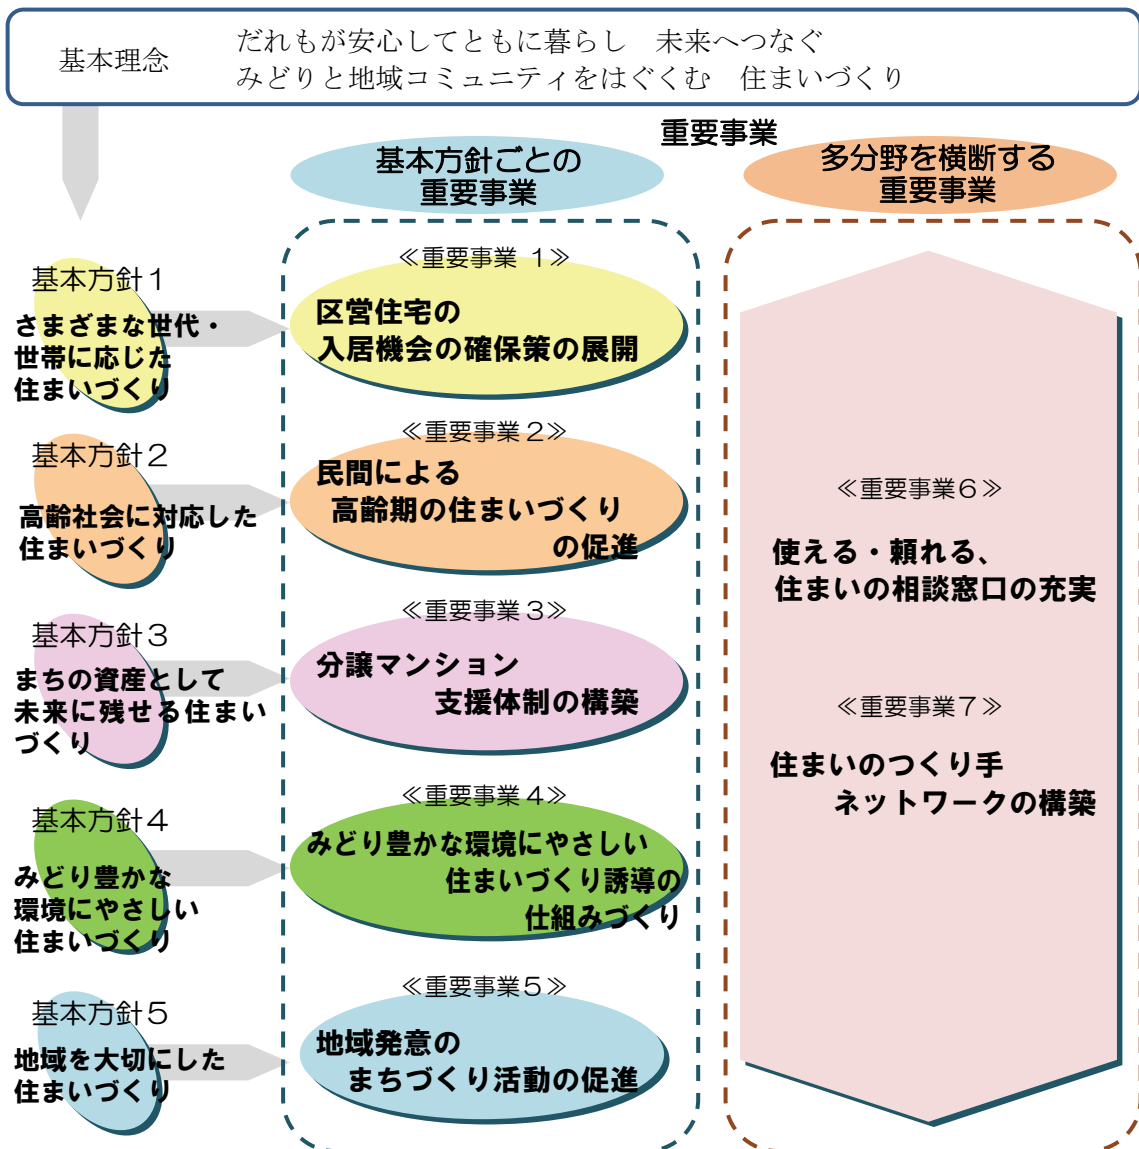 基本理念
だれもが安心してともに暮らし　未来へつなぐ
みどりと地域コミュニティをはぐくむ　住まいづくり
重要事業
基本方針ごとの
重要事業
多分野を横断する
重要事業
基本方針１
さまざまな世代・
世帯に応じた
住まいづくり
≪重要事業 １≫
区営住宅の
入居機会の確保策の展開
基本方針２
高齢社会に対応した
住まいづくり
≪重要事業２≫
民間による
高齢期の住まいづくり
の促進
基本方針３
まちの資産として
未来に残せる住まい
づくり
≪重要事業３≫
分譲マンション
支援体制の構築
基本方針４
みどり豊かな
環境にやさしい
住まいづくり
≪重要事業４≫
みどり豊かな環境にやさしい
住まいづくり誘導の
仕組みづくり
基本方針５
地域を大切にした
住まいづくり
≪重要事業５≫
地域発意の
まちづくり活動の促進
≪重要事業６≫
使える・頼れる、
住まいの相談窓口の充実
≪重要事業７≫
住まいのつくり手
ネットワークの構築